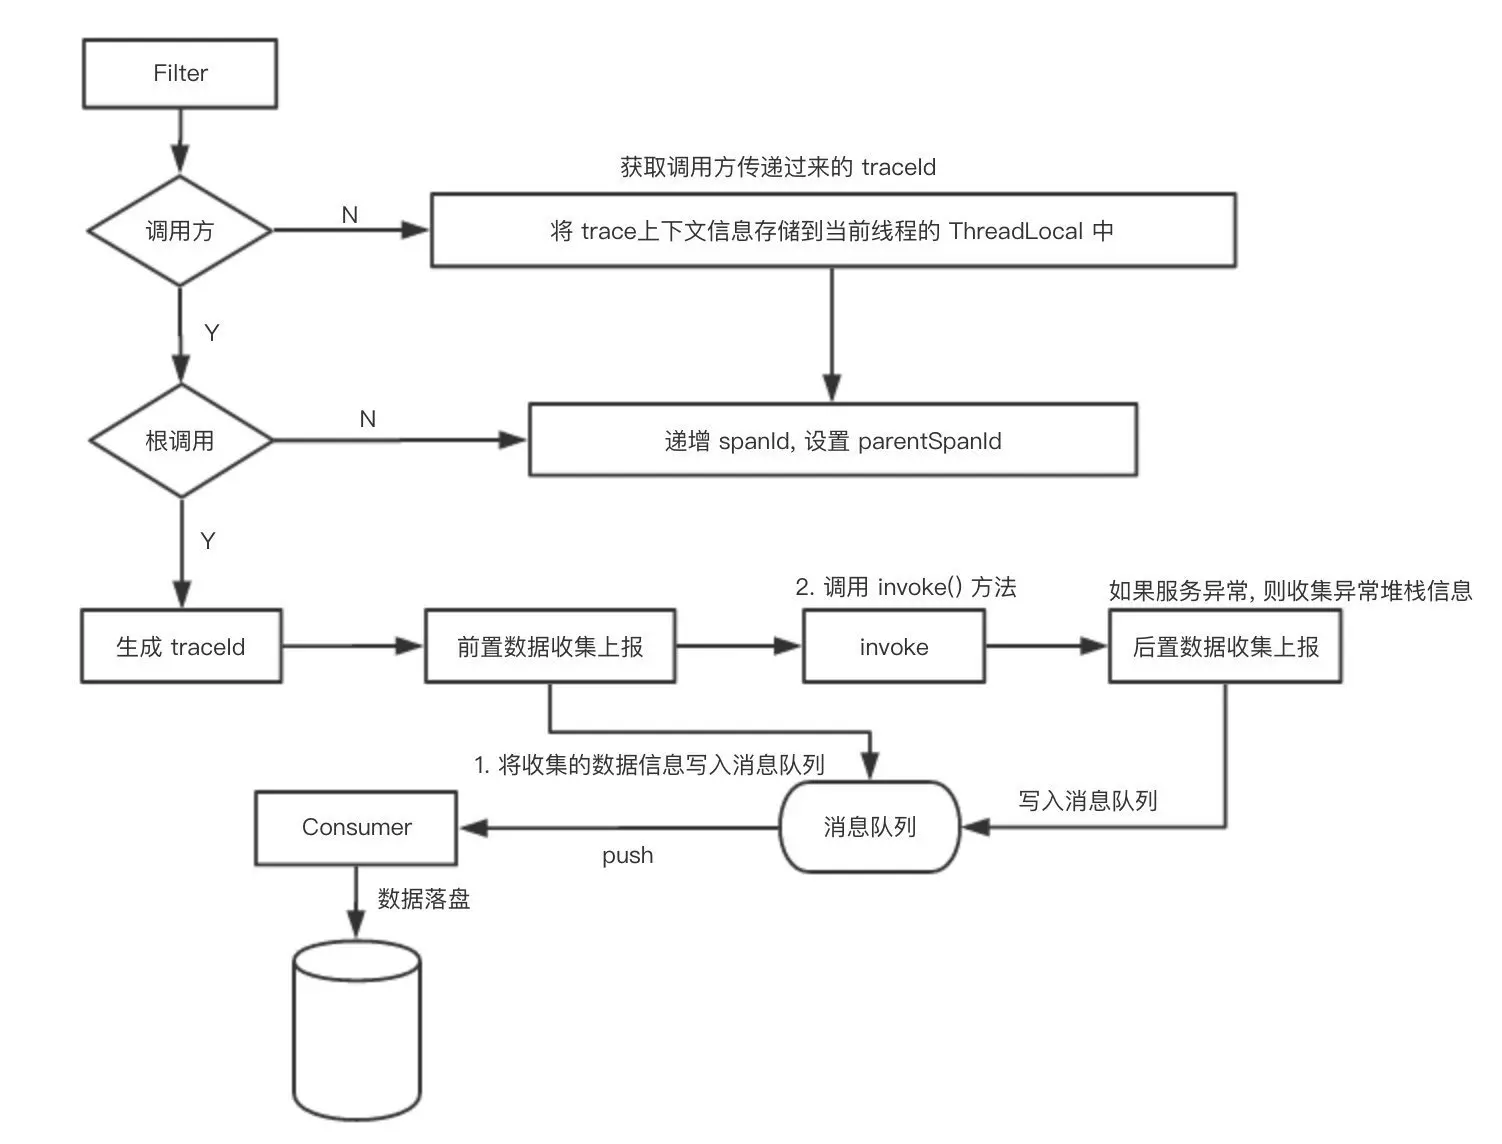 Filter
获取调用方传递过来的 traceId
调用方
N
将 trace上下文信息存储到当前线程的 ThreadLocal 中
Y
根调用
N
递增 spanId, 设置 parentSpanId
Y
2. 调用 invoke() 方法
如果服务异常, 则收集异常堆栈信息
生成 traceId
前置数据收集上报
invoke
后置数据收集上报
1. 将收集的数据信息写入消息队列
写入消息队列
Consumer
消息队列
push
数据落盘